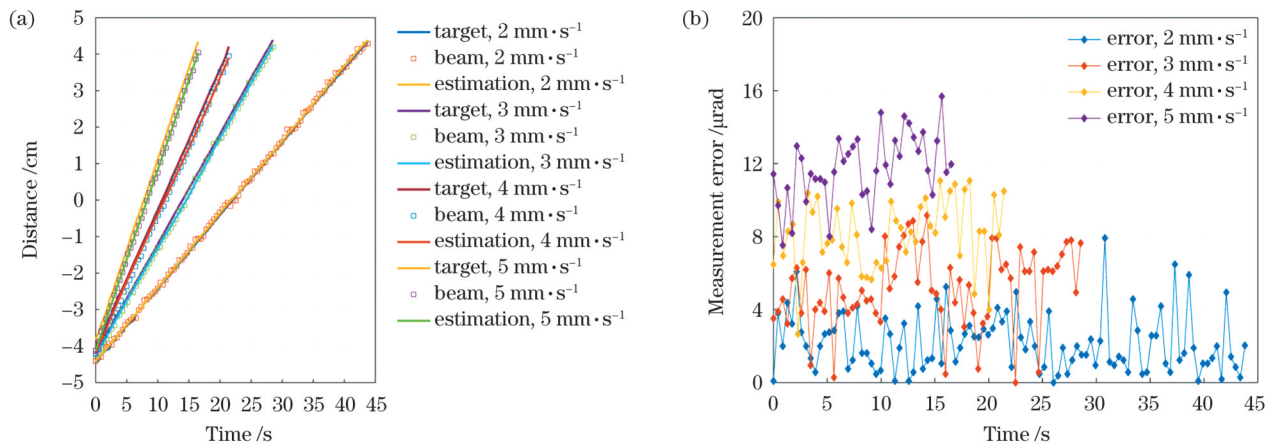 (a)
5
4
3
2
1
0
−1
−2
−3
−4
−5
Distance /cm
0 5 10 15 20 25 30 35 40 45
Time /s
target, 2 mm·s⁻¹
beam, 2 mm·s⁻¹
estimation, 2 mm·s⁻¹
target, 3 mm·s⁻¹
beam, 3 mm·s⁻¹
estimation, 3 mm·s⁻¹
target, 4 mm·s⁻¹
beam, 4 mm·s⁻¹
estimation, 4 mm·s⁻¹
target, 5 mm·s⁻¹
beam, 5 mm·s⁻¹
estimation, 5 mm·s⁻¹
(b)
20
16
12
8
4
0
Measurement error /μrad
0 5 10 15 20 25 30 35 40 45
Time /s
error, 2 mm·s⁻¹
error, 3 mm·s⁻¹
error, 4 mm·s⁻¹
error, 5 mm·s⁻¹